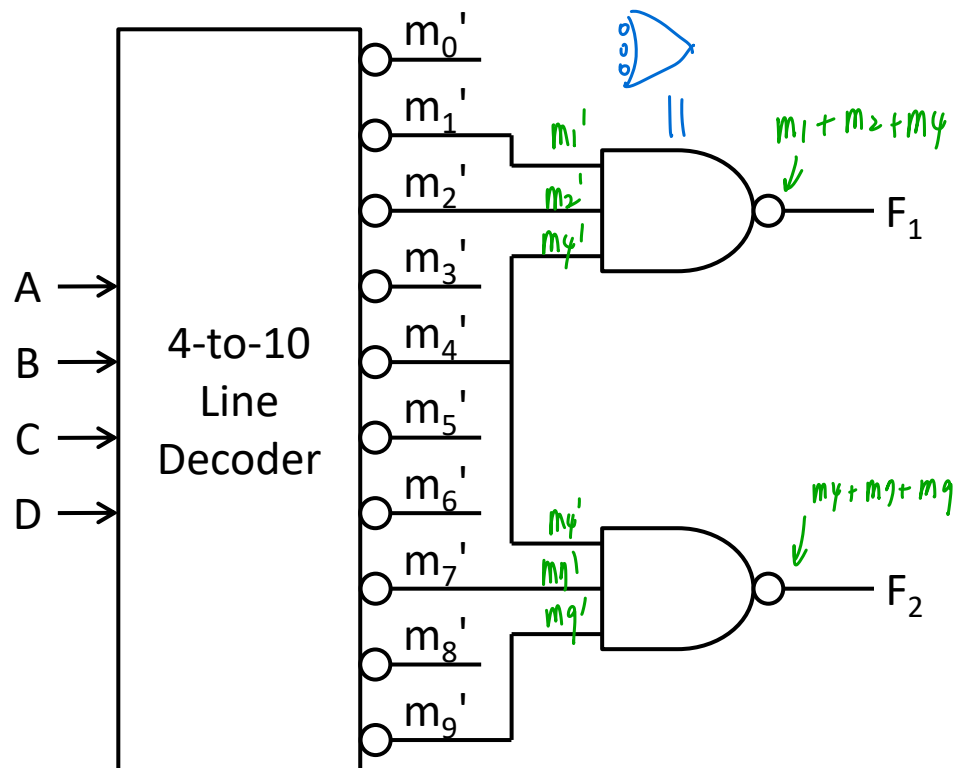 m₀'
m₁'
m₂'
m₃'
m₄'
m₅'
m₆'
m₇'
m₈'
m₉'
A
B
C
D
4-to-10
Line
Decoder
m₁'
m₂'
m₄'
m₁ + m₂ + m₄
F₁
m₄'
m₇'
m₉'
m₄ + m₇ + m₉
F₂